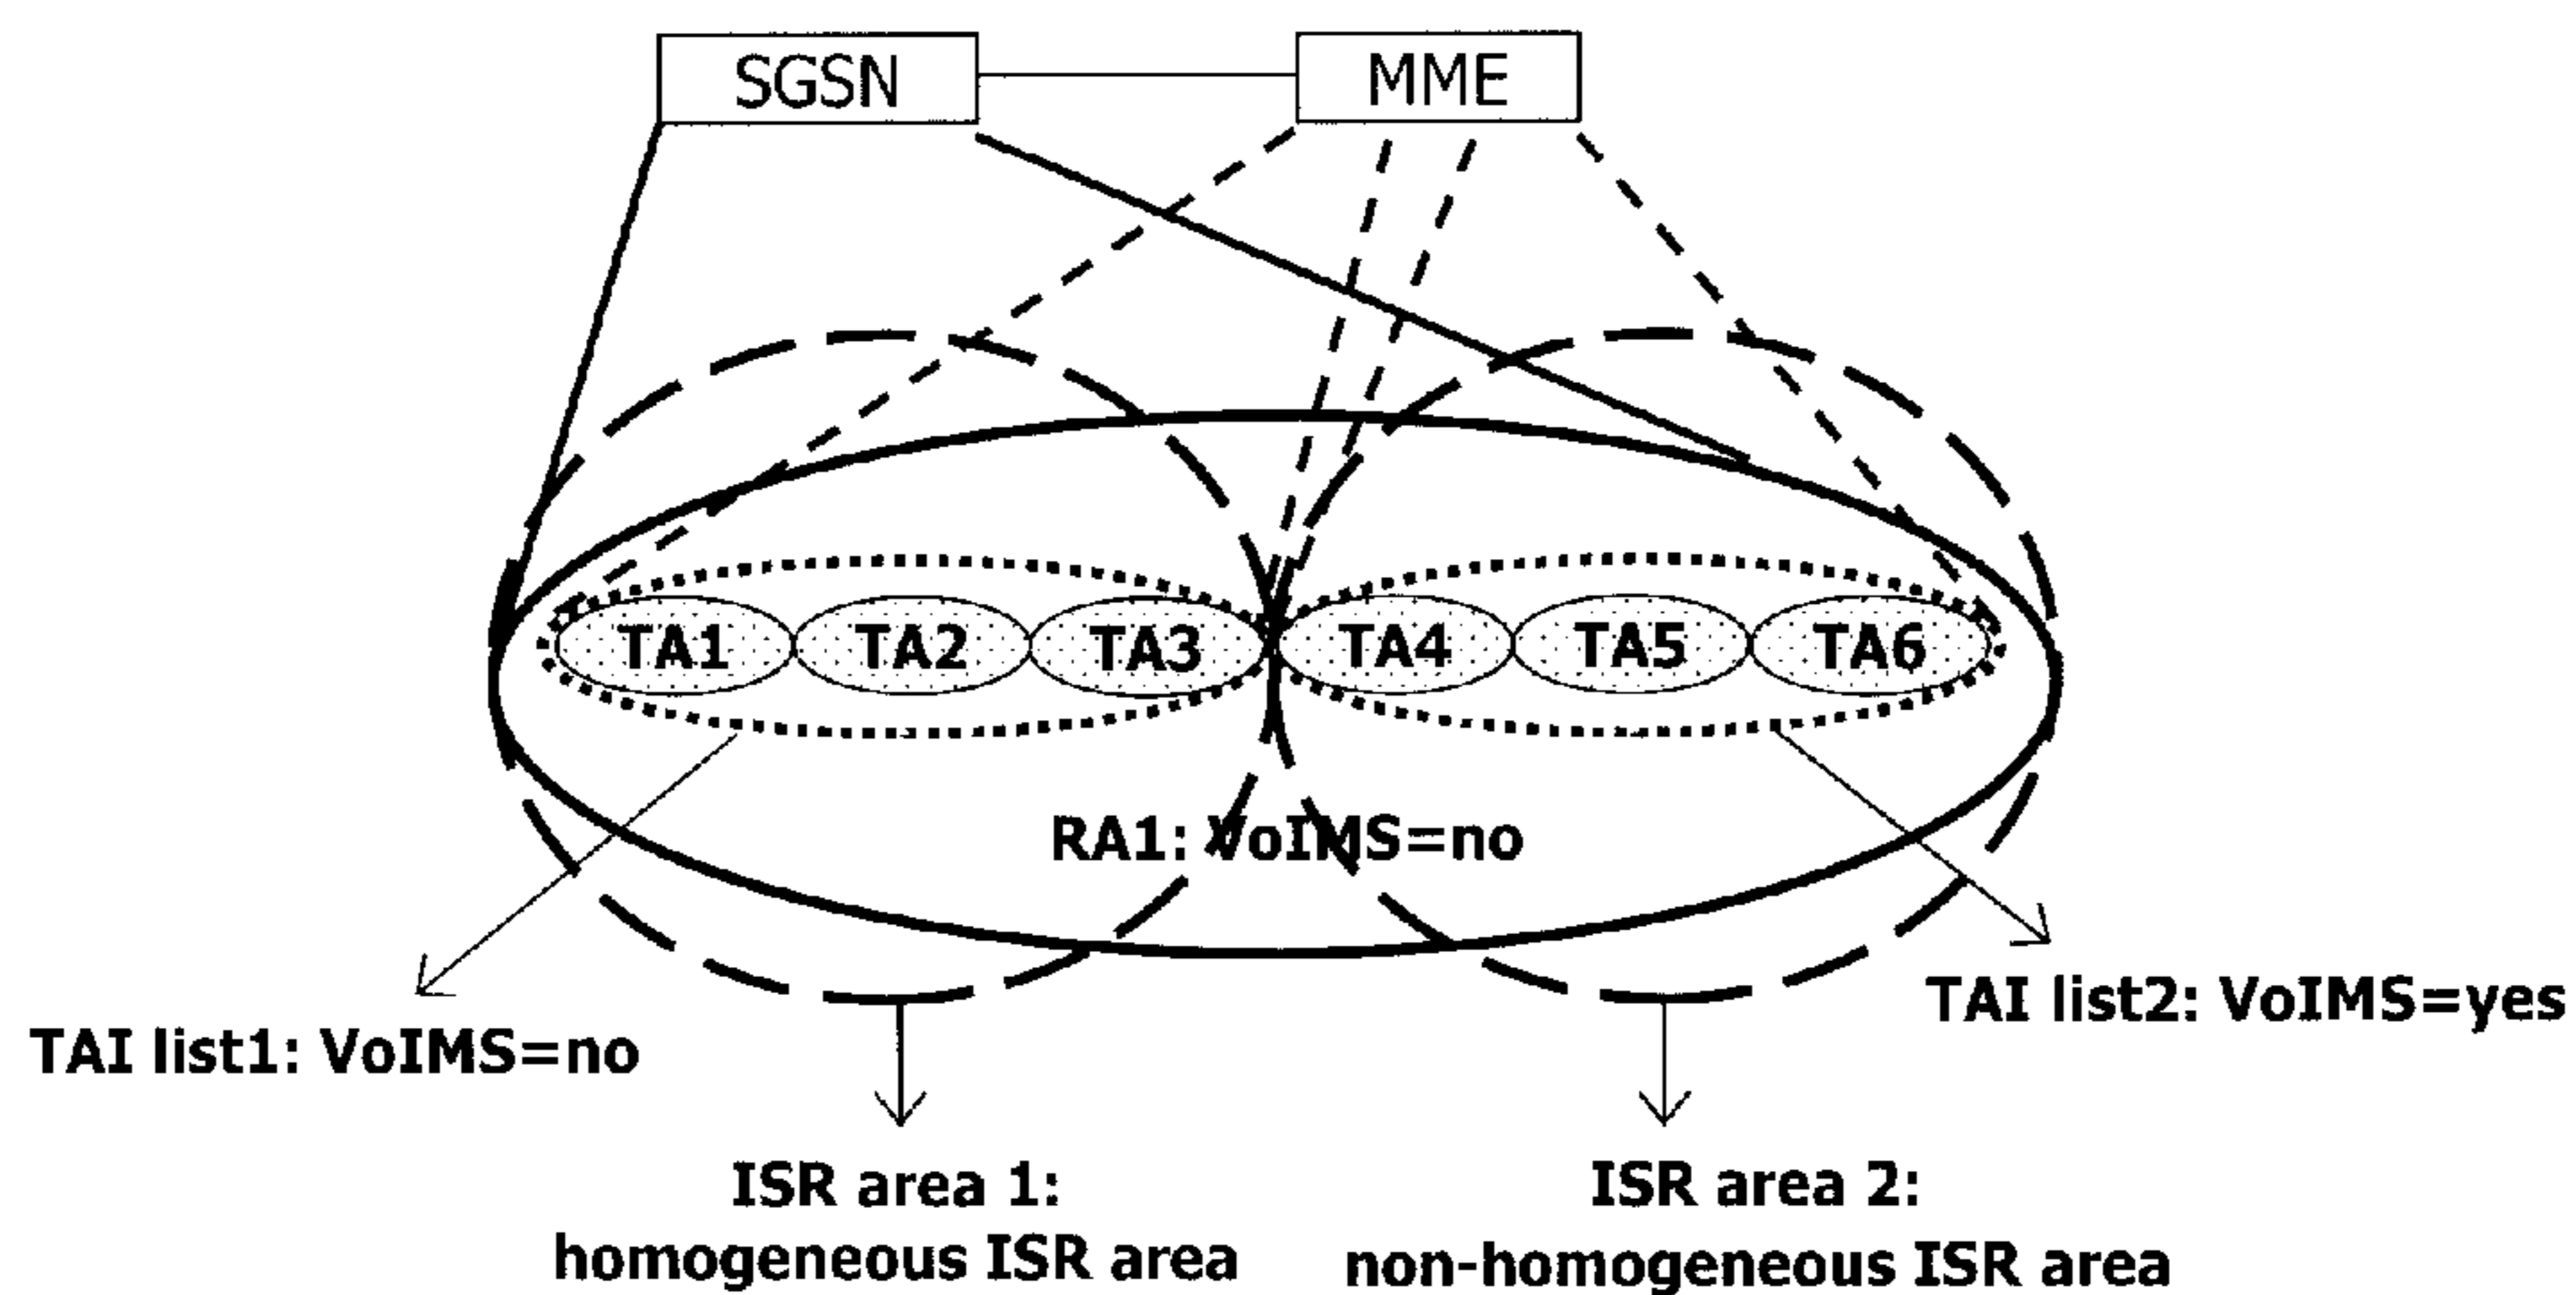 SGSN
MME
TA1
TA2
TA3
TA4
TA5
TA6
RA1: VoIMS=no
TAI list2: VoIMS=yes
TAI list1: VoIMS=no
ISR area 1:
homogeneous ISR area
ISR area 2:
non-homogeneous ISR area